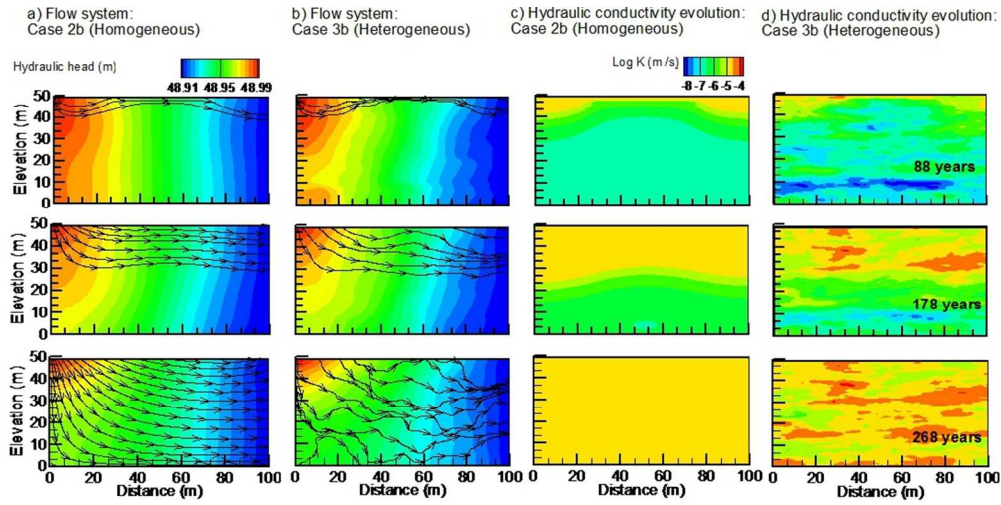 a) Flow system:
Case 2b (Homogeneous)
b) Flow system:
Case 3b (Heterogeneous)
c) Hydraulic conductivity evolution:
Case 2b (Homogeneous)
d) Hydraulic conductivity evolution:
Case 3b (Heterogeneous)
Hydraulic head (m)
48.91 48.95 48.99
Log K (m/s)
-8 -7 -6 -5 -4
Elevation (m)
50
40
30
20
10
0
88 years
Elevation (m)
50
40
30
20
10
0
178 years
Elevation (m)
50
40
30
20
10
0
268 years
0 20 40 60 80 100
Distance (m)
0 20 40 60 80 100
Distance (m)
0 20 40 60 80 100
Distance (m)
0 20 40 60 80 100
Distance (m)